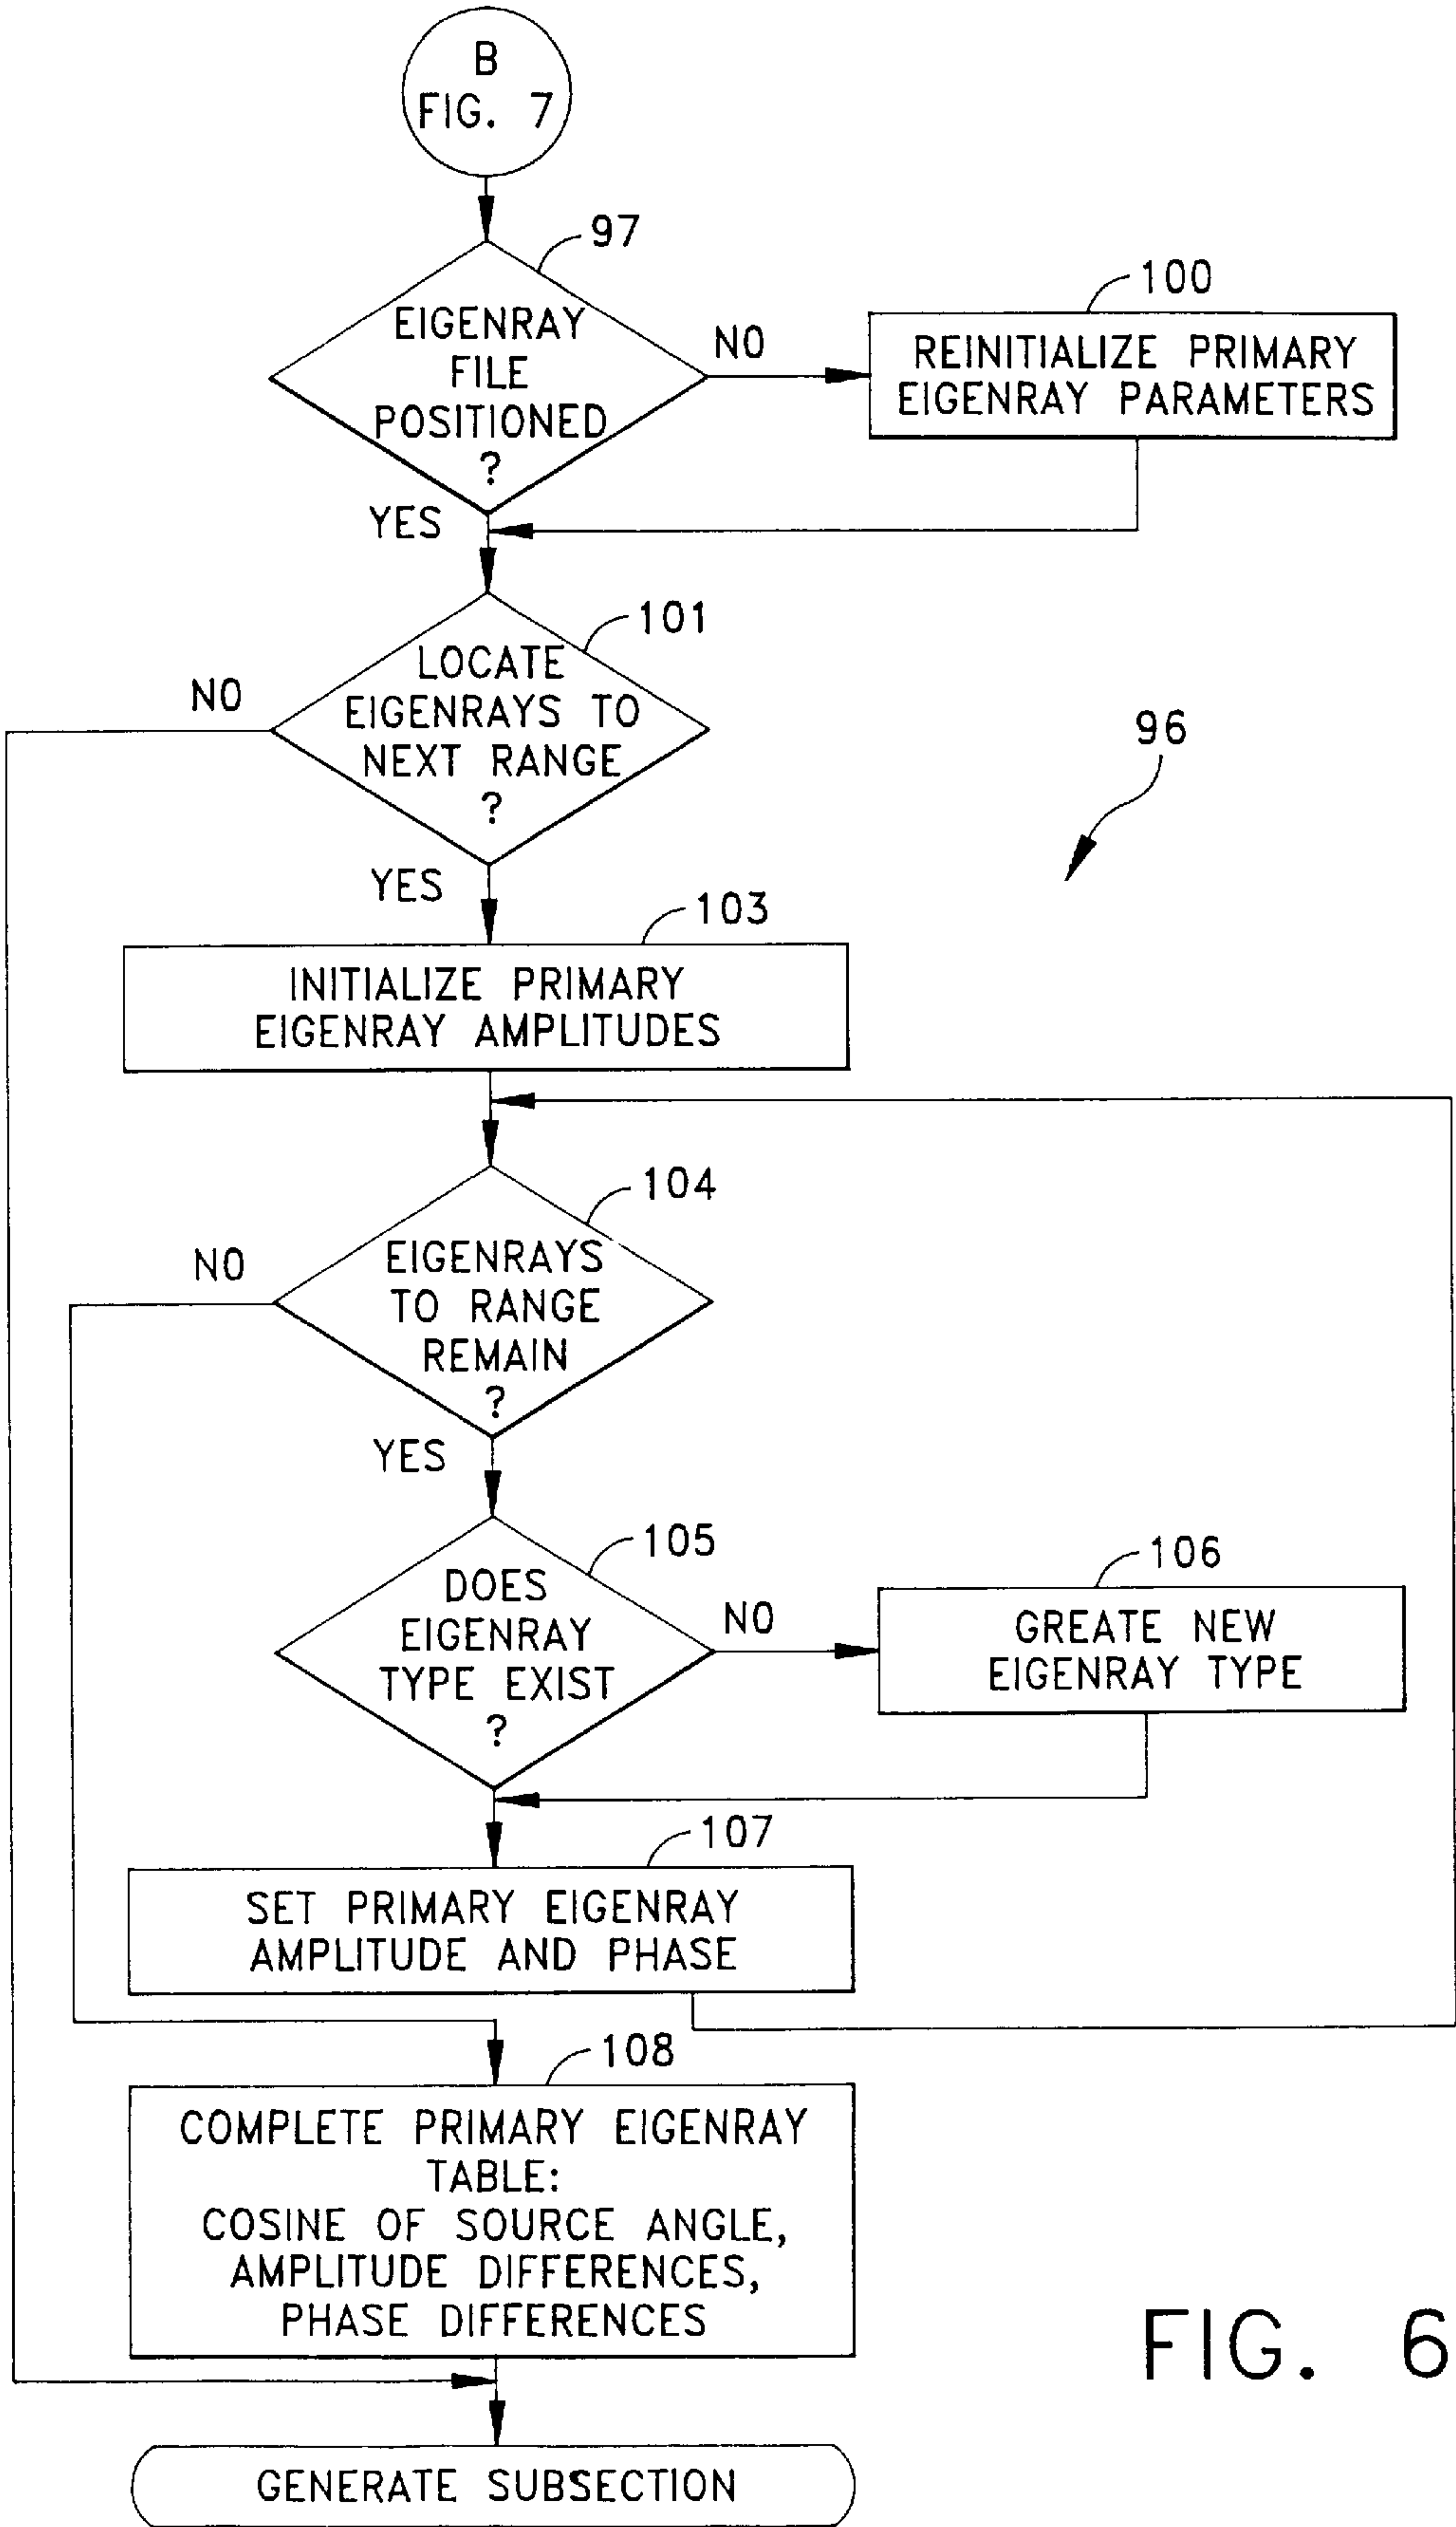 B
FIG. 7
97
EIGENRAY
FILE
POSITIONED
?
NO
100
REINITIALIZE PRIMARY
EIGENRAY PARAMETERS
YES
101
LOCATE
EIGENRAYS TO
NEXT RANGE
?
NO
96
YES
103
INITIALIZE PRIMARY
EIGENRAY AMPLITUDES
104
EIGENRAYS
TO RANGE
REMAIN
?
NO
YES
105
DOES
EIGENRAY
TYPE EXIST
?
NO
106
GREATE NEW
EIGENRAY TYPE
107
SET PRIMARY EIGENRAY
AMPLITUDE AND PHASE
108
COMPLETE PRIMARY EIGENRAY
TABLE:
COSINE OF SOURCE ANGLE,
AMPLITUDE DIFFERENCES,
PHASE DIFFERENCES
GENERATE SUBSECTION
FIG. 6